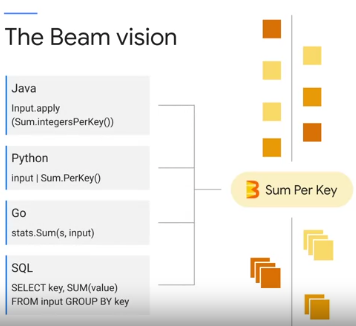 The Beam vision
Java
Input.apply
(Sum.integersPerKey())
Python
input | Sum.PerKey()
Go
stats.Sum(s, input)
SQL
SELECT key, SUM(value)
FROM input GROUP BY key
Sum Per Key